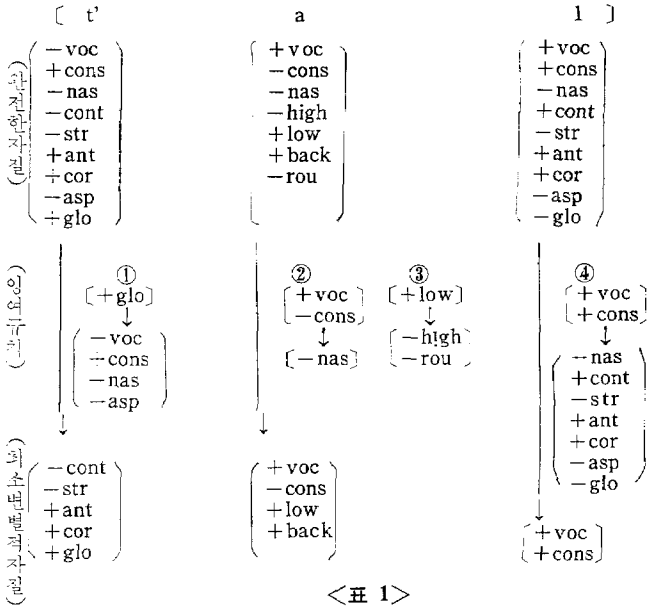 [ t’ a l ]
−voc +voc +voc
+cons −cons +cons
−nas −nas −nas
−cont −high +cont
−str +low −str
+ant +back +ant
+cor −rou +cor
−asp −asp
+glo −glo
(완전한자질)
① ② ③ ④
[+glo] [+voc −cons] [+low] [+voc +cons]
↓ ↓ ↓ ↓
−voc [−nas] −high −nas
+cons −rou +cont
−nas −str
−asp +ant
+cor
−asp
−glo
(잉여규칙)
−cont +voc +voc
−str −cons +cons
+ant +low
+cor +back
+glo
(최소변별적자질)
<표 1>